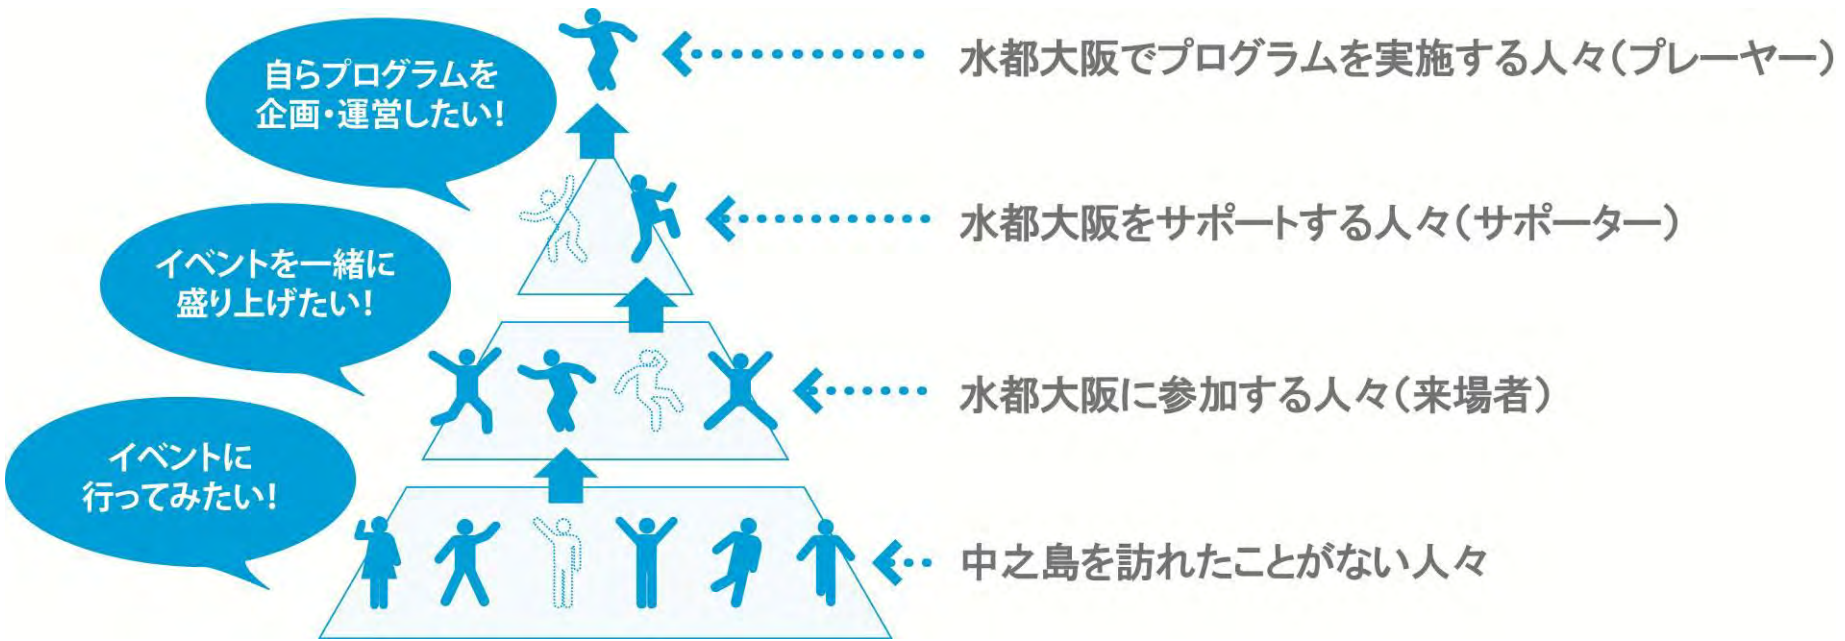 自らプログラムを
企画・運営したい！
水都大阪でプログラムを実施する人々（プレーヤー）
イベントを一緒に
盛り上げたい！
水都大阪をサポートする人々（サポーター）
イベントに
行ってみたい！
水都大阪に参加する人々（来場者）
中之島を訪れたことがない人々